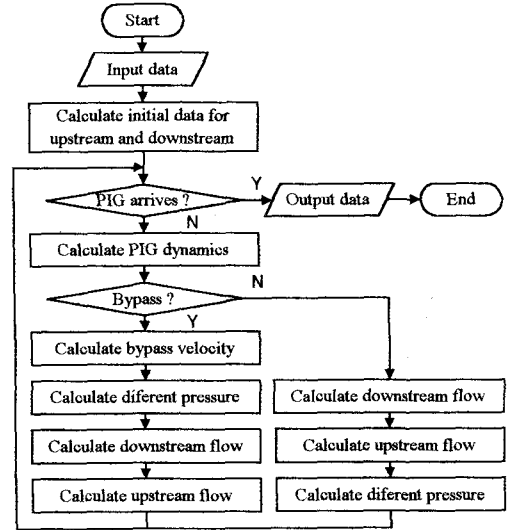 Start
Input data
Calculate initial data for
upstream and downstream
PIG arrives ?
Y
Output data
End
N
Calculate PIG dynamics
Bypass ?
N
Y
Calculate bypass velocity
Calculate diferent pressure
Calculate downstream flow
Calculate upstream flow
Calculate downstream flow
Calculate upstream flow
Calculate diferent pressure